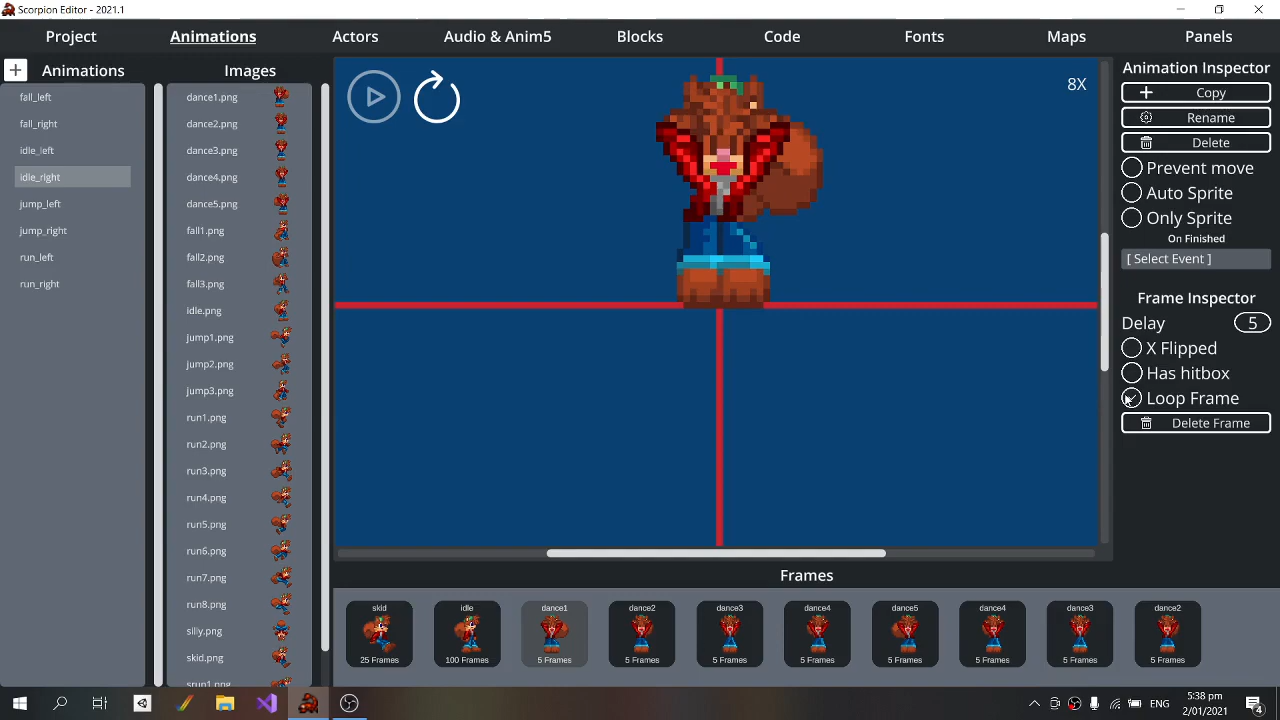 Scorpion Editor - 2021.1
Project
Animations
Actors
Audio & Anim5
Blocks
Code
Fonts
Maps
Panels
Animations
fall_left
fall_right
idle_left
idle_right
jump_left
jump_right
run_left
run_right
Images
dance1.png
dance2.png
dance3.png
dance4.png
dance5.png
fall1.png
fall2.png
fall3.png
idle.png
jump1.png
jump2.png
jump3.png
run1.png
run2.png
run3.png
run4.png
run5.png
run6.png
run7.png
run8.png
silly.png
skid.png
srun1.png
8X
Animation Inspector
Copy
Rename
Delete
Prevent move
Auto Sprite
Only Sprite
On Finished
[ Select Event ]
Frame Inspector
Delay 5
X Flipped
Has hitbox
Loop Frame
Delete Frame
Frames
skid idle dance1 dance2 dance3 dance4 dance5 dance4 dance3 dance2
25 Frames 100 Frames 5 Frames 5 Frames 5 Frames 5 Frames 5 Frames 5 Frames 5 Frames 5 Frames
ENG
5:38 pm
2/01/2021
4